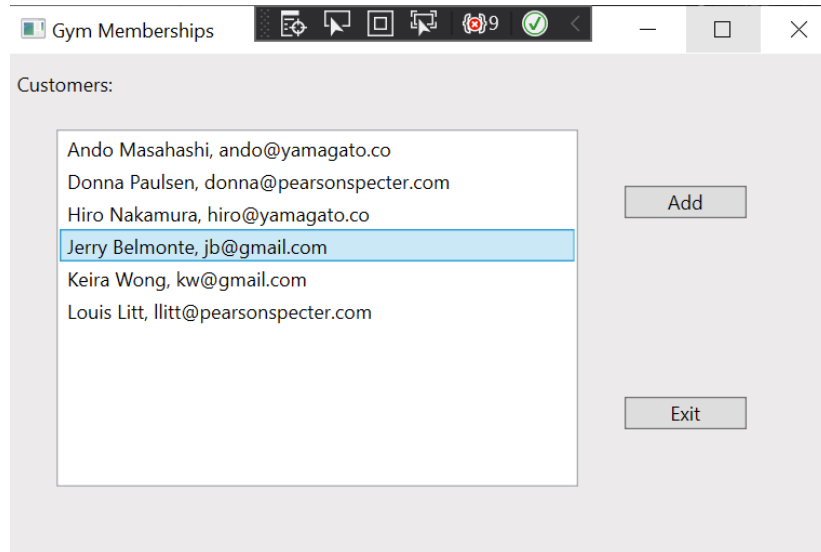 Gym Memberships
9
Customers:
Ando Masahashi, ando@yamagato.co
Donna Paulsen, donna@pearsonspecter.com
Hiro Nakamura, hiro@yamagato.co
Jerry Belmonte, jb@gmail.com
Keira Wong, kw@gmail.com
Louis Litt, llitt@pearsonspecter.com
Add
Exit